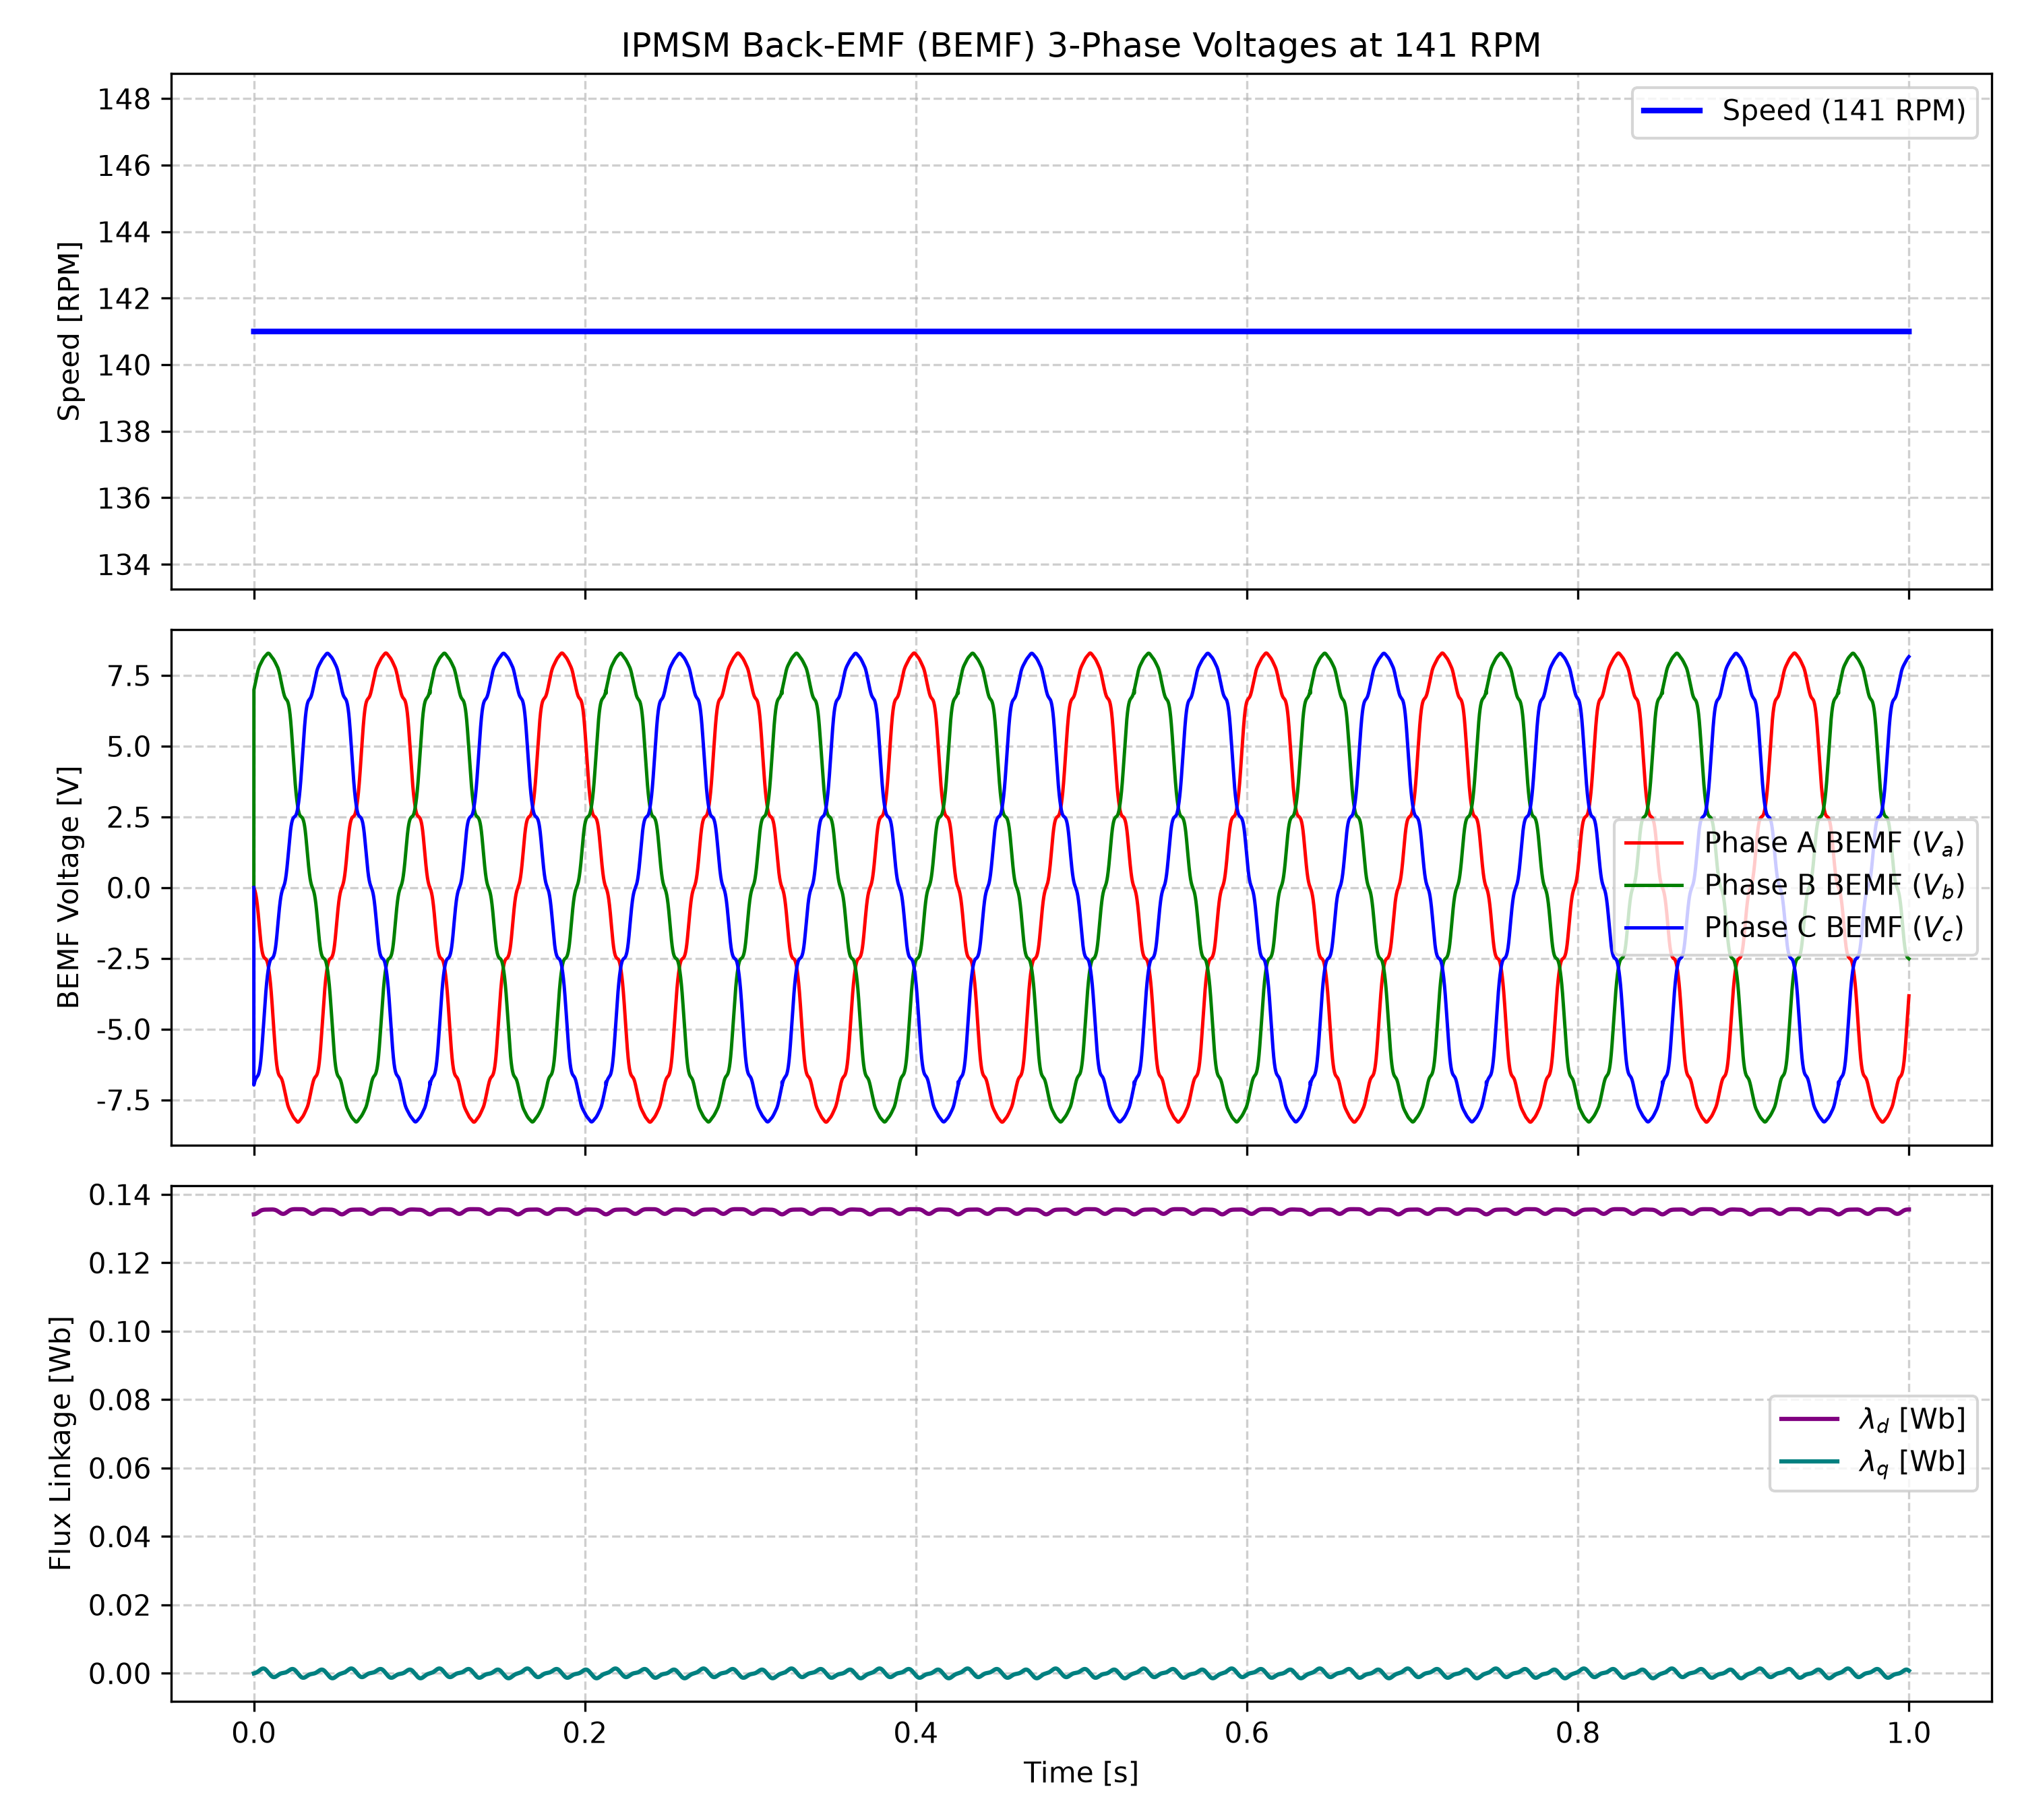 IPMSM Back-EMF (BEMF) 3-Phase Voltages at 141 RPM
148
146
144
142
140
138
136
134
Speed [RPM]
Speed (141 RPM)
7.5
5.0
2.5
0.0
-2.5
-5.0
-7.5
BEMF Voltage [V]
Phase A BEMF (Va)
Phase B BEMF (Vb)
Phase C BEMF (Vc)
0.14
0.12
0.10
0.08
0.06
0.04
0.02
0.00
Flux Linkage [Wb]
λd [Wb]
λq [Wb]
0.0 0.2 0.4 0.6 0.8 1.0
Time [s]